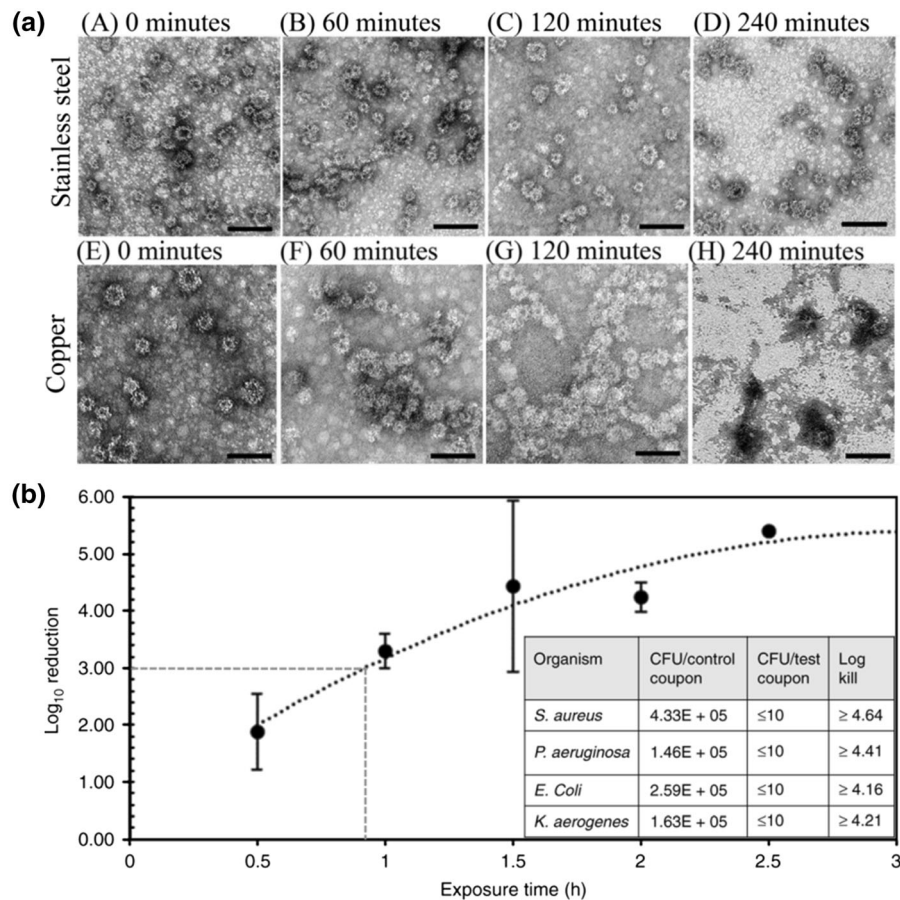 (a)
(A) 0 minutes (B) 60 minutes (C) 120 minutes (D) 240 minutes
Stainless steel
(E) 0 minutes (F) 60 minutes (G) 120 minutes (H) 240 minutes
Copper
(b)
Log10 reduction
6.00
5.00
4.00
3.00
2.00
1.00
0.00
0 0.5 1 1.5 2 2.5 3
Exposure time (h)
Organism CFU/control coupon CFU/test coupon Log kill
S. aureus 4.33E + 05 ≤10 ≥ 4.64
P. aeruginosa 1.46E + 05 ≤10 ≥ 4.41
E. Coli 2.59E + 05 ≤10 ≥ 4.16
K. aerogenes 1.63E + 05 ≤10 ≥ 4.21